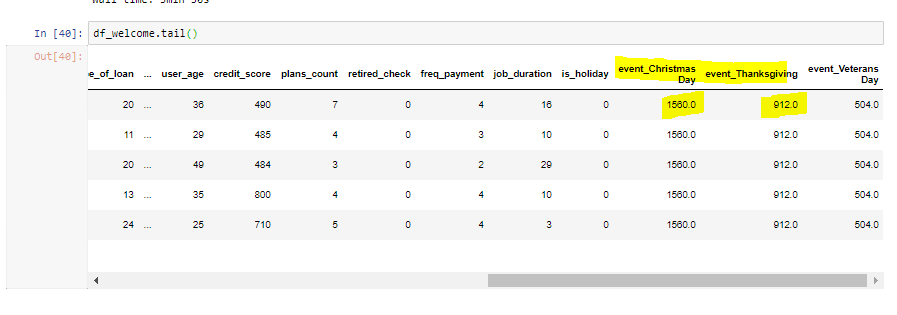 Wall time: 5min 50s
In [40]: df_welcome.tail()
Out[40]:
e_of_loan ... user_age credit_score plans_count retired_check freq_payment job_duration is_holiday event_Christmas Day event_Thanksgiving event_Veterans Day
20 ... 36 490 7 0 4 16 0 1560.0 912.0 504.0
11 ... 29 485 4 0 3 10 0 1560.0 912.0 504.0
20 ... 49 484 3 0 2 29 0 1560.0 912.0 504.0
13 ... 35 800 4 0 4 10 0 1560.0 912.0 504.0
24 ... 25 710 5 0 4 3 0 1560.0 912.0 504.0